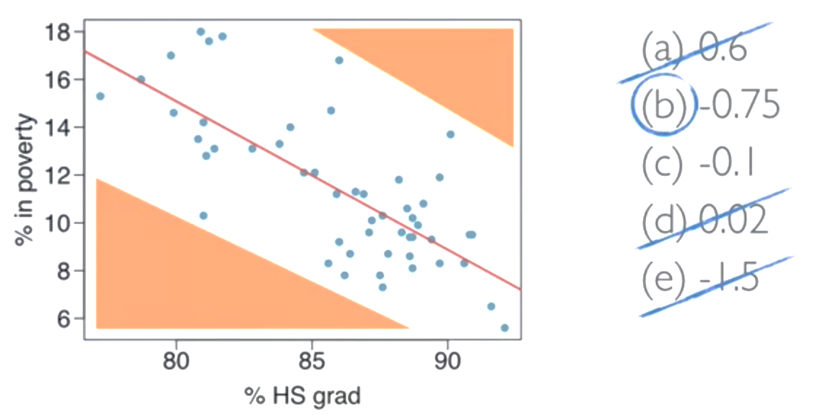 18
16
14
12
10
8
6
% in poverty
80 85 90
% HS grad
(a) 0.6
(b) -0.75
(c) -0.1
(d) 0.02
(e) -1.5